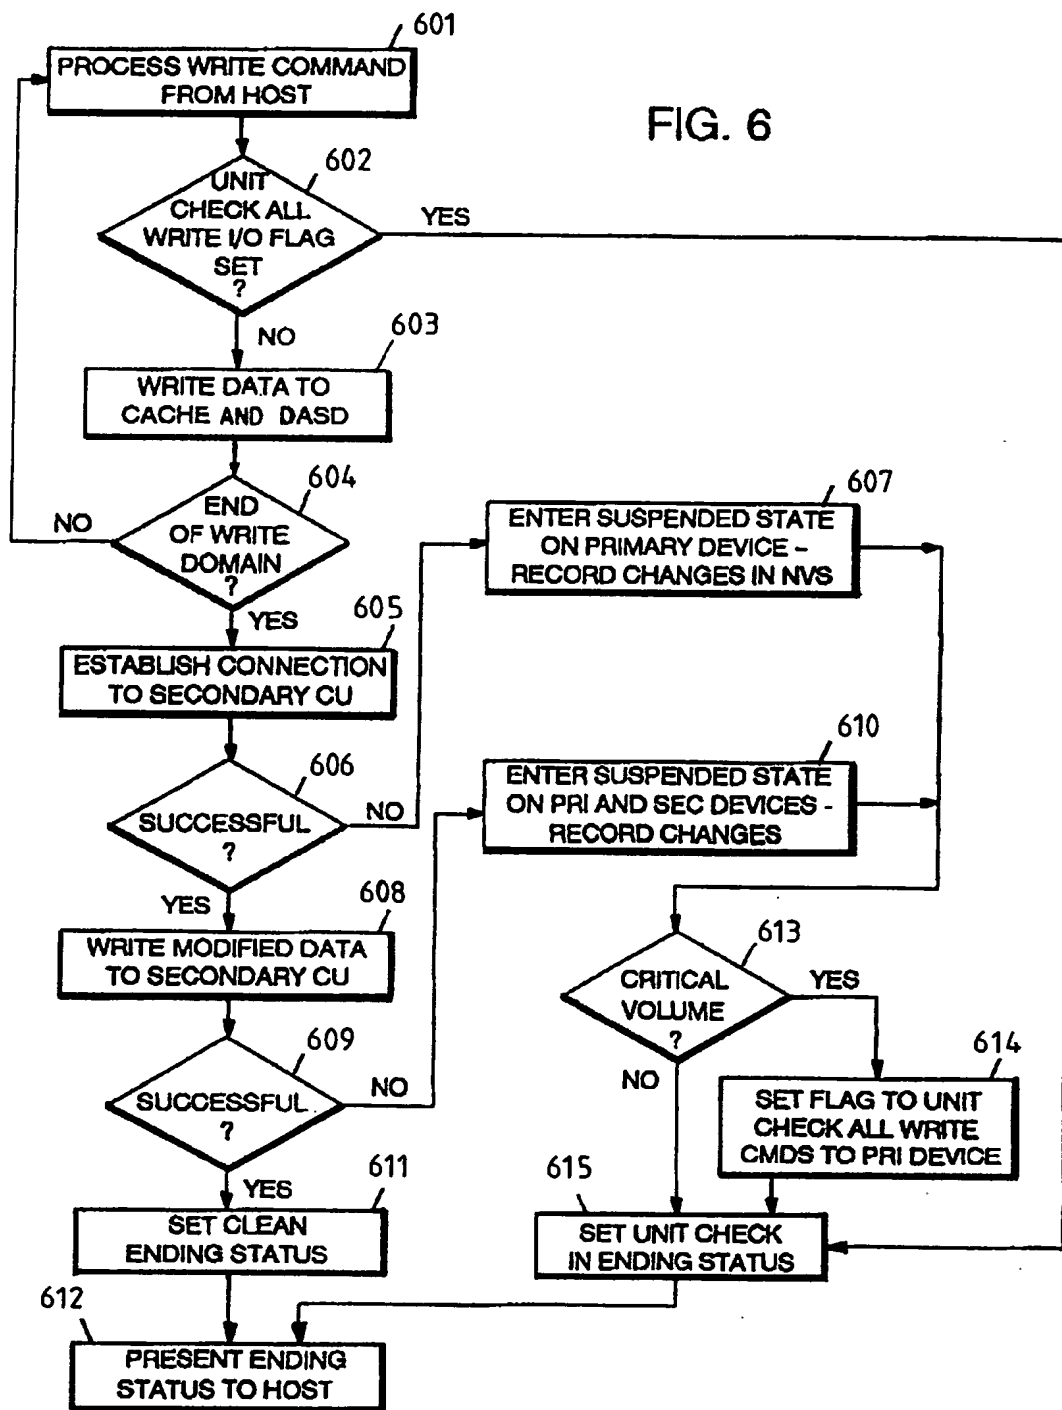 601
PROCESS WRITE COMMAND
FROM HOST
FIG. 6
602
UNIT
CHECK ALL
WRITE I/O FLAG
SET
?
YES
NO
603
WRITE DATA TO
CACHE AND DASD
604
END
OF WRITE
DOMAIN
?
NO
YES
605
ESTABLISH CONNECTION
TO SECONDARY CU
606
SUCCESSFUL
?
NO
YES
607
ENTER SUSPENDED STATE
ON PRIMARY DEVICE -
RECORD CHANGES IN NVS
608
WRITE MODIFIED DATA
TO SECONDARY CU
609
SUCCESSFUL
?
NO
YES
610
ENTER SUSPENDED STATE
ON PRI AND SEC DEVICES -
RECORD CHANGES
611
SET CLEAN
ENDING STATUS
612
PRESENT ENDING
STATUS TO HOST
613
CRITICAL
VOLUME
?
YES
NO
614
SET FLAG TO UNIT
CHECK ALL WRITE
CMDS TO PRI DEVICE
615
SET UNIT CHECK
IN ENDING STATUS